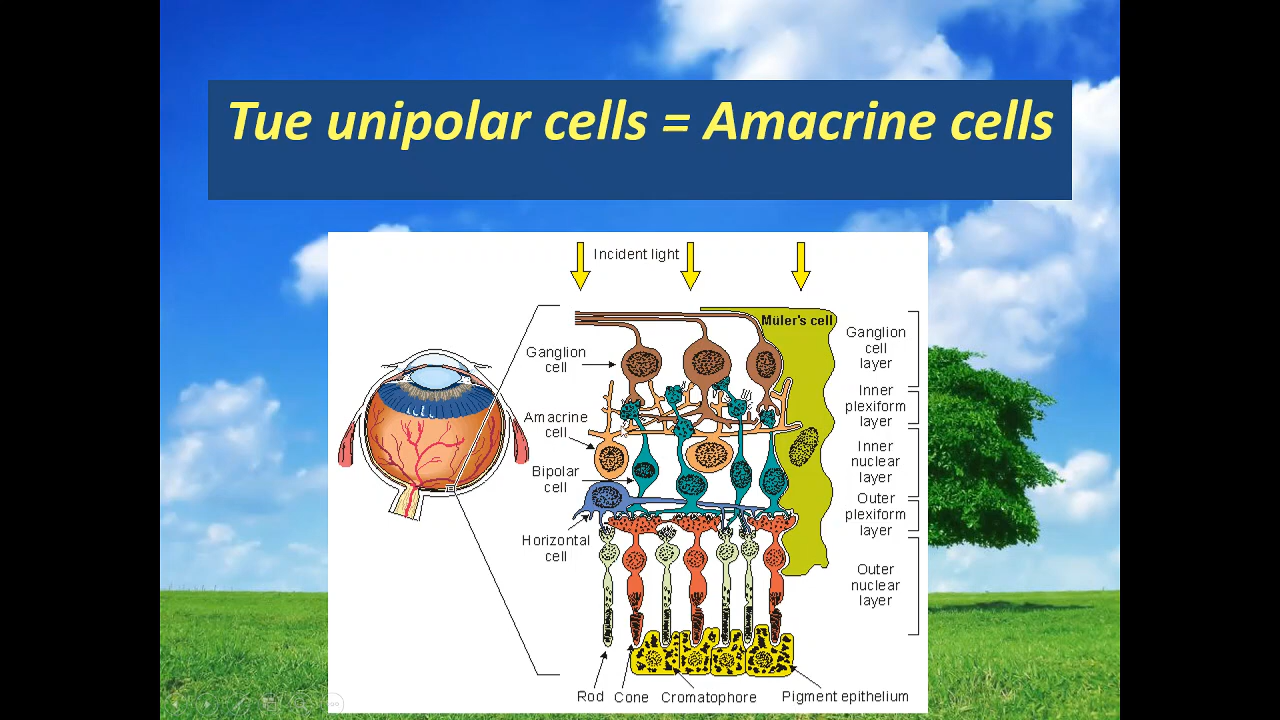 Tue unipolar cells = Amacrine cells
Incident light
Müler's cell
Ganglion
cell
Amacrine
cell
Bipolar
cell
Horizontal
cell
Ganglion
cell
layer
Inner
plexiform
layer
Inner
nuclear
layer
Outer
plexiform
layer
Outer
nuclear
layer
Rod Cone Cromatophore Pigment epithelium